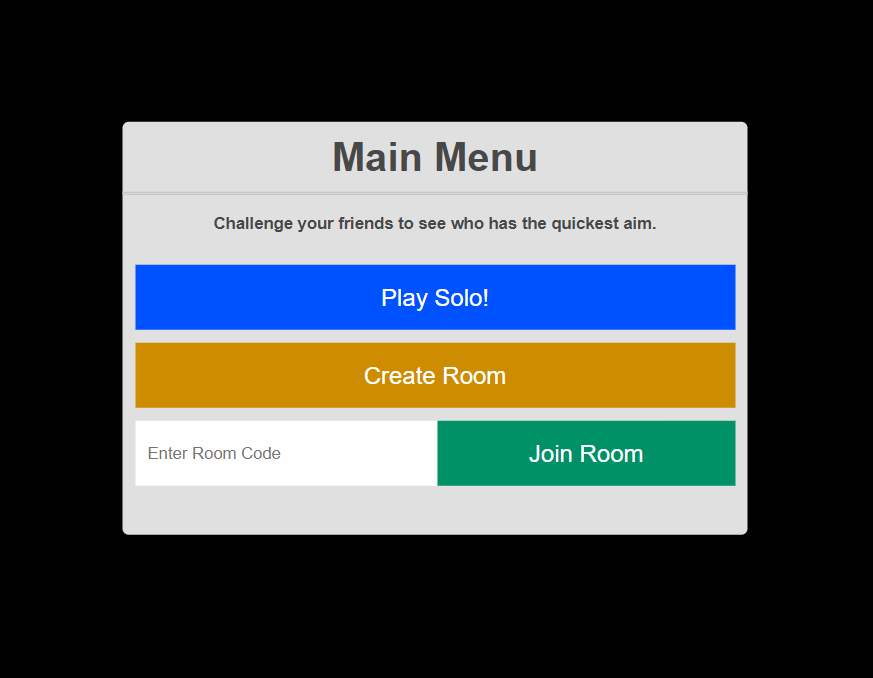 Main Menu
Challenge your friends to see who has the quickest aim.
Play Solo!
Create Room
Enter Room Code
Join Room